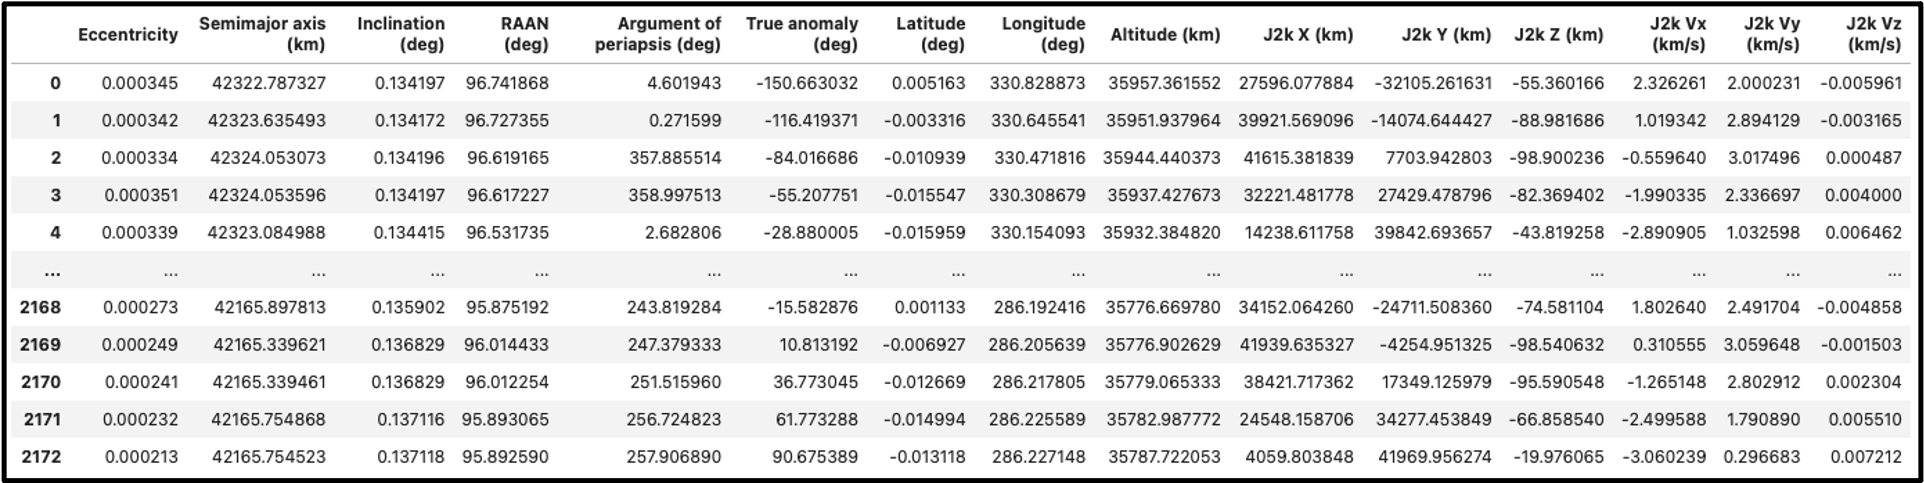 Eccentricity Semimajor axis (km) Inclination (deg) RAAN (deg) Argument of periapsis (deg) True anomaly (deg) Latitude (deg) Longitude (deg) Altitude (km) J2k X (km) J2k Y (km) J2k Z (km) J2k Vx (km/s) J2k Vy (km/s) J2k Vz (km/s)
0 0.000345 42322.787327 0.134197 96.741868 4.601943 -150.663032 0.005163 330.828873 35957.361552 27596.077884 -32105.261631 -55.360166 2.326261 2.000231 -0.005961
1 0.000342 42323.635493 0.134172 96.727355 0.271599 -116.419371 -0.003316 330.645541 35951.937964 39921.569096 -14074.644427 -88.981686 1.019342 2.894129 -0.003165
2 0.000334 42324.053073 0.134196 96.619165 357.885514 -84.016686 -0.010939 330.471816 35944.440373 41615.381839 7703.942803 -98.900236 -0.559640 3.017496 0.000487
3 0.000351 42324.053596 0.134197 96.617227 358.997513 -55.207751 -0.015547 330.308679 35937.427673 32221.481778 27429.478796 -82.369402 -1.990335 2.336697 0.004000
4 0.000339 42323.084988 0.134415 96.531735 2.682806 -28.880005 -0.015959 330.154093 35932.384820 14238.611758 39842.693657 -43.819258 -2.890905 1.032598 0.006462
... ... ... ... ... ... ... ... ... ... ... ... ... ... ... ...
2168 0.000273 42165.897813 0.135902 95.875192 243.819284 -15.582876 0.001133 286.192416 35776.669780 34152.064260 -24711.508360 -74.581104 1.802640 2.491704 -0.004858
2169 0.000249 42165.339621 0.136829 96.014433 247.379333 10.813192 -0.006927 286.205639 35776.902629 41939.635327 -4254.951325 -98.540632 0.310555 3.059648 -0.001503
2170 0.000241 42165.339461 0.136829 96.012254 251.515960 36.773045 -0.012669 286.217805 35779.065333 38421.717362 17349.125979 -95.590548 -1.265148 2.802912 0.002304
2171 0.000232 42165.754868 0.137116 95.893065 256.724823 61.773288 -0.014994 286.225589 35782.987772 24548.158706 34277.453849 -66.858540 -2.499588 1.790890 0.005510
2172 0.000213 42165.754523 0.137118 95.892590 257.906890 90.675389 -0.013118 286.227148 35787.722053 4059.803848 41969.956274 -19.976065 -3.060239 0.296683 0.007212